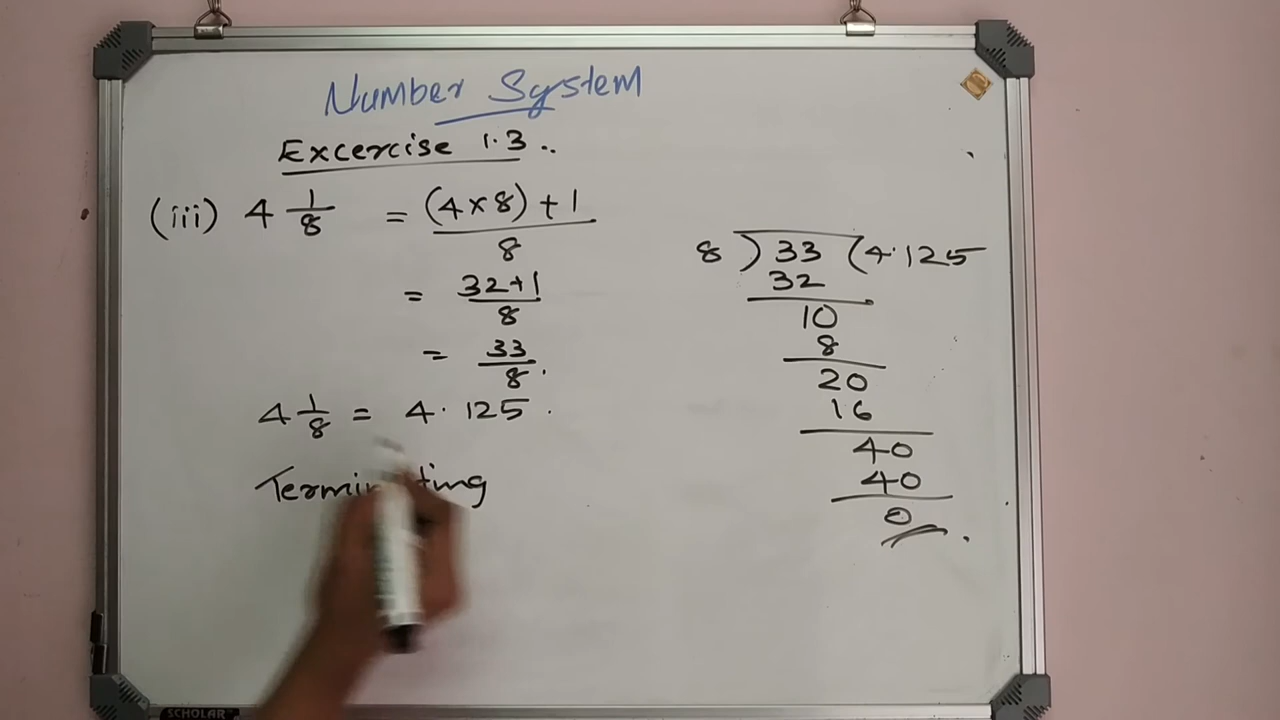 Number System
Excercise 1.3..
(iii) 4 1/8 = (4×8)+1 / 8
= 32+1 / 8
= 33/8.
4 1/8 = 4.125.
Terminating
8 ) 33 ( 4.125
32
10
8
20
16
40
40
0
SCHOLAR